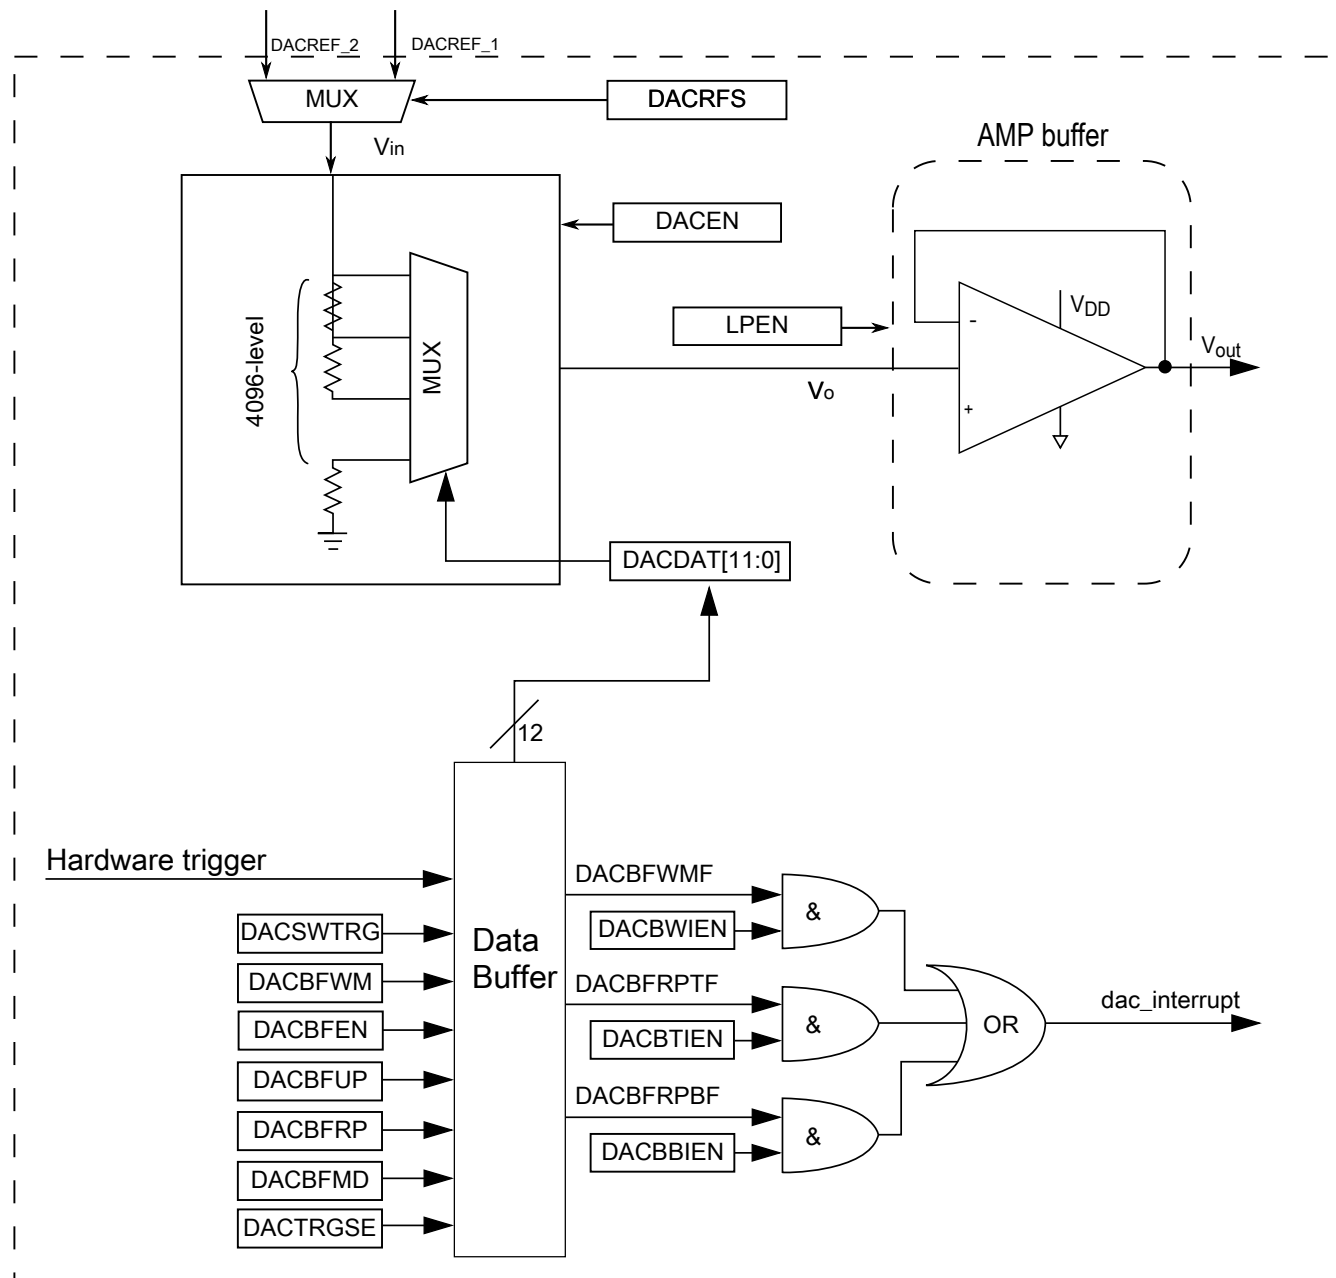 DACREF_2
DACREF_1
MUX
DACRFS
Vin
AMP buffer
DACEN
4096-level
MUX
LPEN
VDD
-
+
Vo
Vout
DACDAT[11:0]
12
Hardware trigger
DACSWTRG
DACBFWM
DACBFEN
DACBFUP
DACBFRP
DACBFMD
DACTRGSE
Data
Buffer
DACBFWMF
DACBWIEN
&
DACBFRPTF
DACBTIEN
&
DACBFRPBF
DACBBIEN
&
OR
dac_interrupt